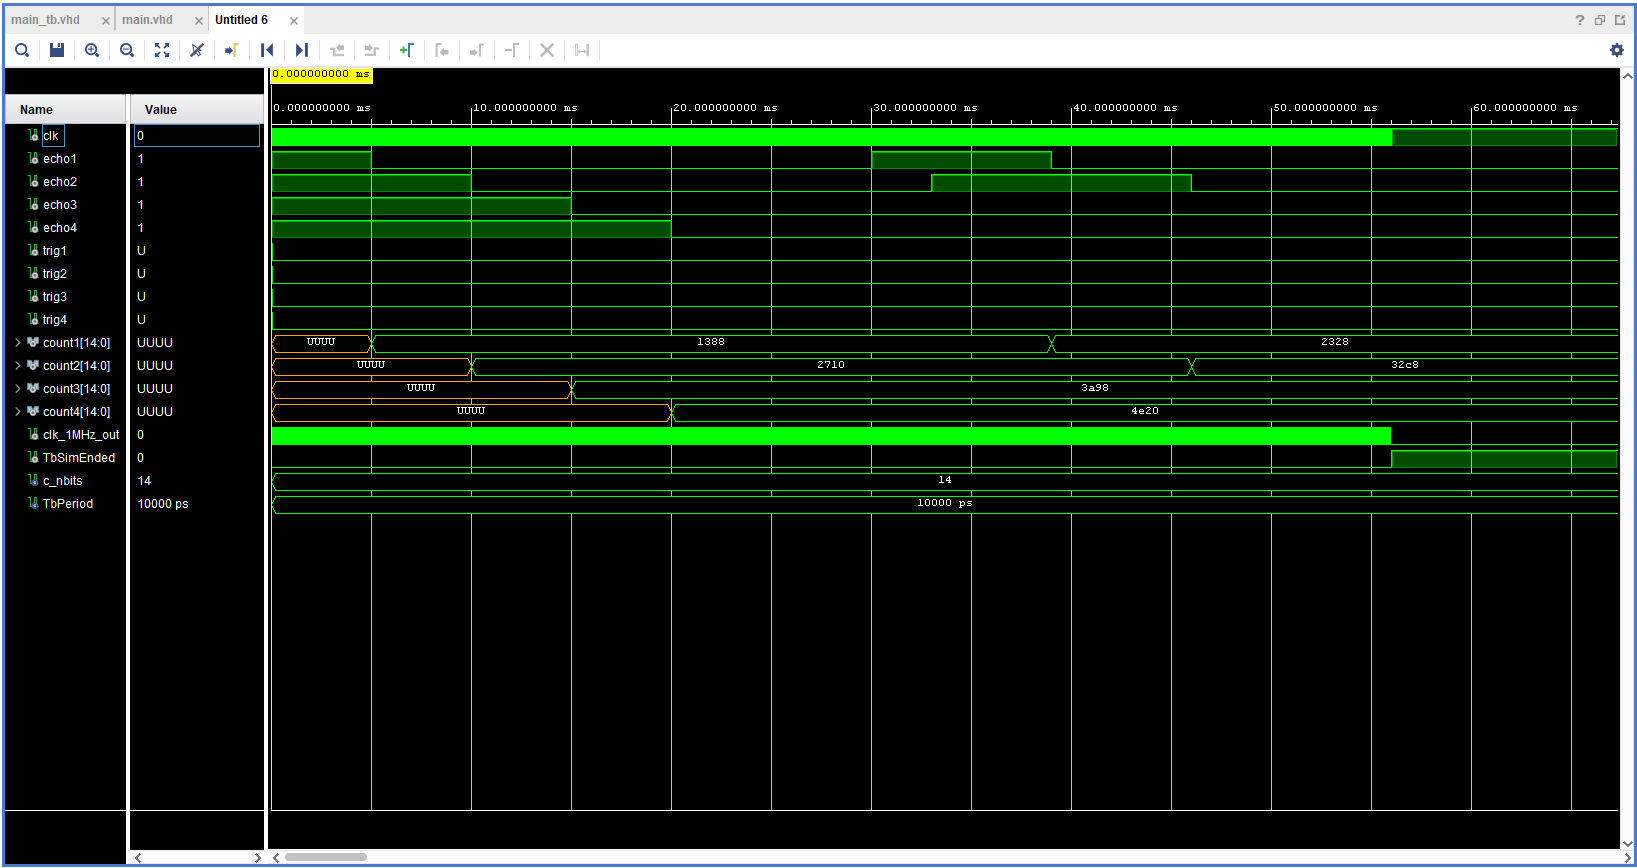 main_tb.vhd × main.vhd × Untitled 6 ×
?
0.000000000 ms
Name Value
0.000000000 ms 10.000000000 ms 20.000000000 ms 30.000000000 ms 40.000000000 ms 50.000000000 ms 60.000000000 ms
clk 0
echo1 1
echo2 1
echo3 1
echo4 1
trig1 U
trig2 U
trig3 U
trig4 U
count1[14:0] UUUU UUUU 1388 2328
count2[14:0] UUUU UUUU 2710 32c8
count3[14:0] UUUU UUUU 3a98
count4[14:0] UUUU UUUU 4e20
clk_1MHz_out 0
TbSimEnded 0
c_nbits 14 14
TbPeriod 10000 ps 10000 ps